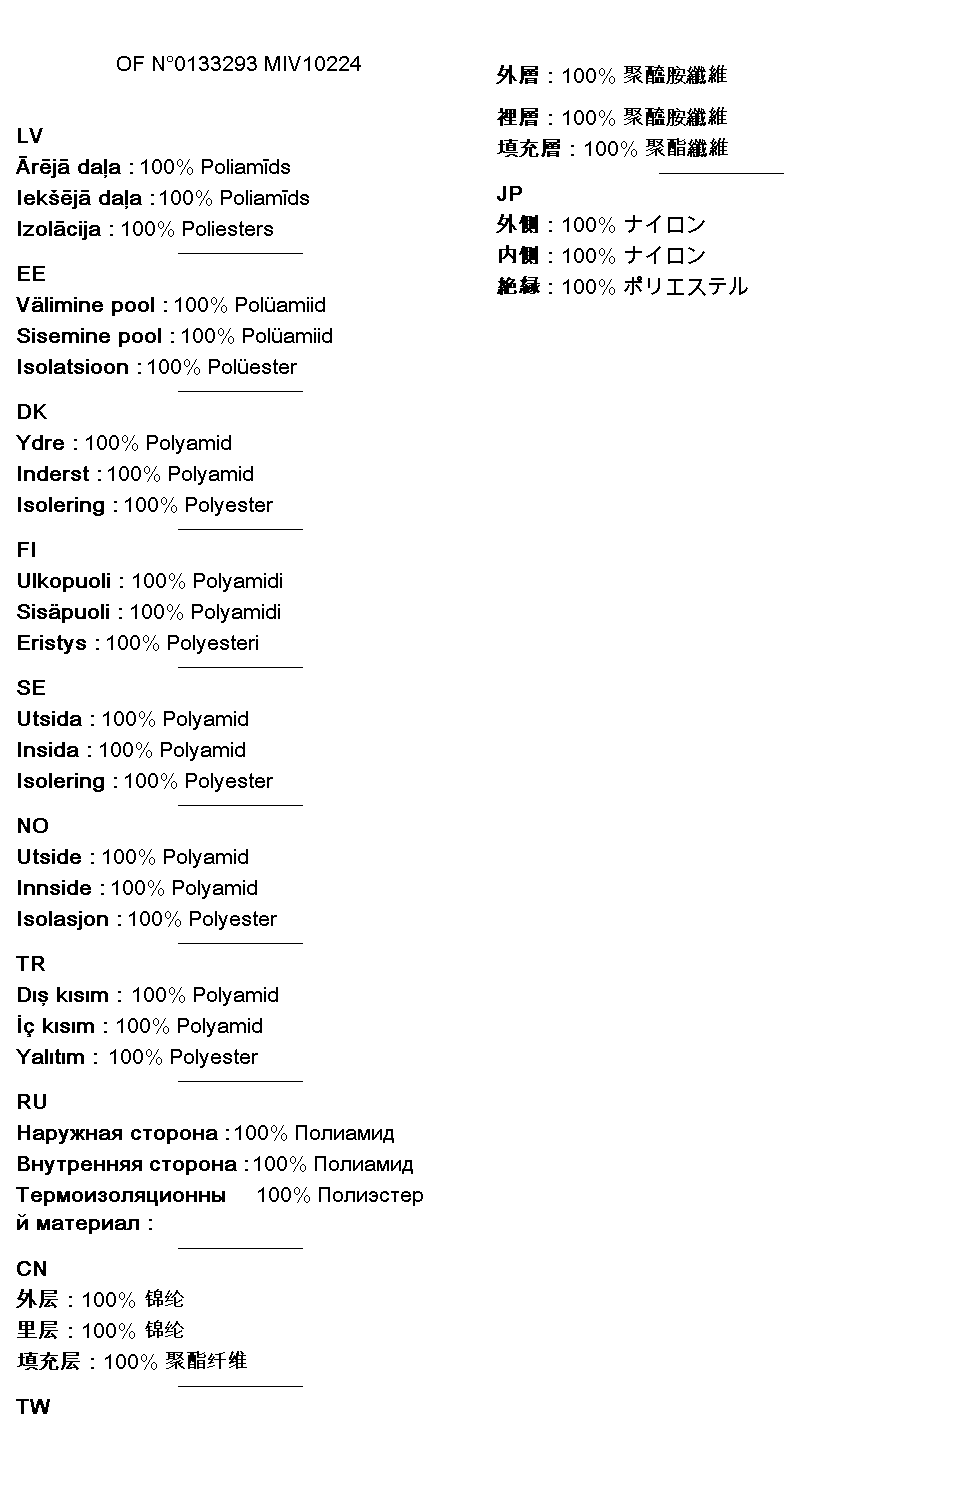 OF N°0133293 MIV10224
LV
Ārējā daļa : 100% Poliamīds
Iekšējā daļa : 100% Poliamīds
Izolācija : 100% Poliesters
EE
Välimine pool : 100% Polüamiid
Sisemine pool : 100% Polüamiid
Isolatsioon : 100% Polüester
DK
Ydre : 100% Polyamid
Inderst : 100% Polyamid
Isolering : 100% Polyester
FI
Ulkopuoli : 100% Polyamidi
Sisäpuoli : 100% Polyamidi
Eristys : 100% Polyesteri
SE
Utsida : 100% Polyamid
Insida : 100% Polyamid
Isolering : 100% Polyester
NO
Utside : 100% Polyamid
Innside : 100% Polyamid
Isolasjon : 100% Polyester
TR
Dış kısım : 100% Polyamid
İç kısım : 100% Polyamid
Yalıtım : 100% Polyester
RU
Наружная сторона : 100% Полиамид
Внутренняя сторона : 100% Полиамид
Термоизоляционны 100% Полиэстер
й материал :
CN
外层 : 100% 锦纶
里层 : 100% 锦纶
填充层 : 100% 聚酯纤维
TW
外層 : 100% 聚醯胺纖維
裡層 : 100% 聚醯胺纖維
填充層 : 100% 聚酯纖維
JP
外側 : 100% ナイロン
内側 : 100% ナイロン
絶縁 : 100% ポリエステル